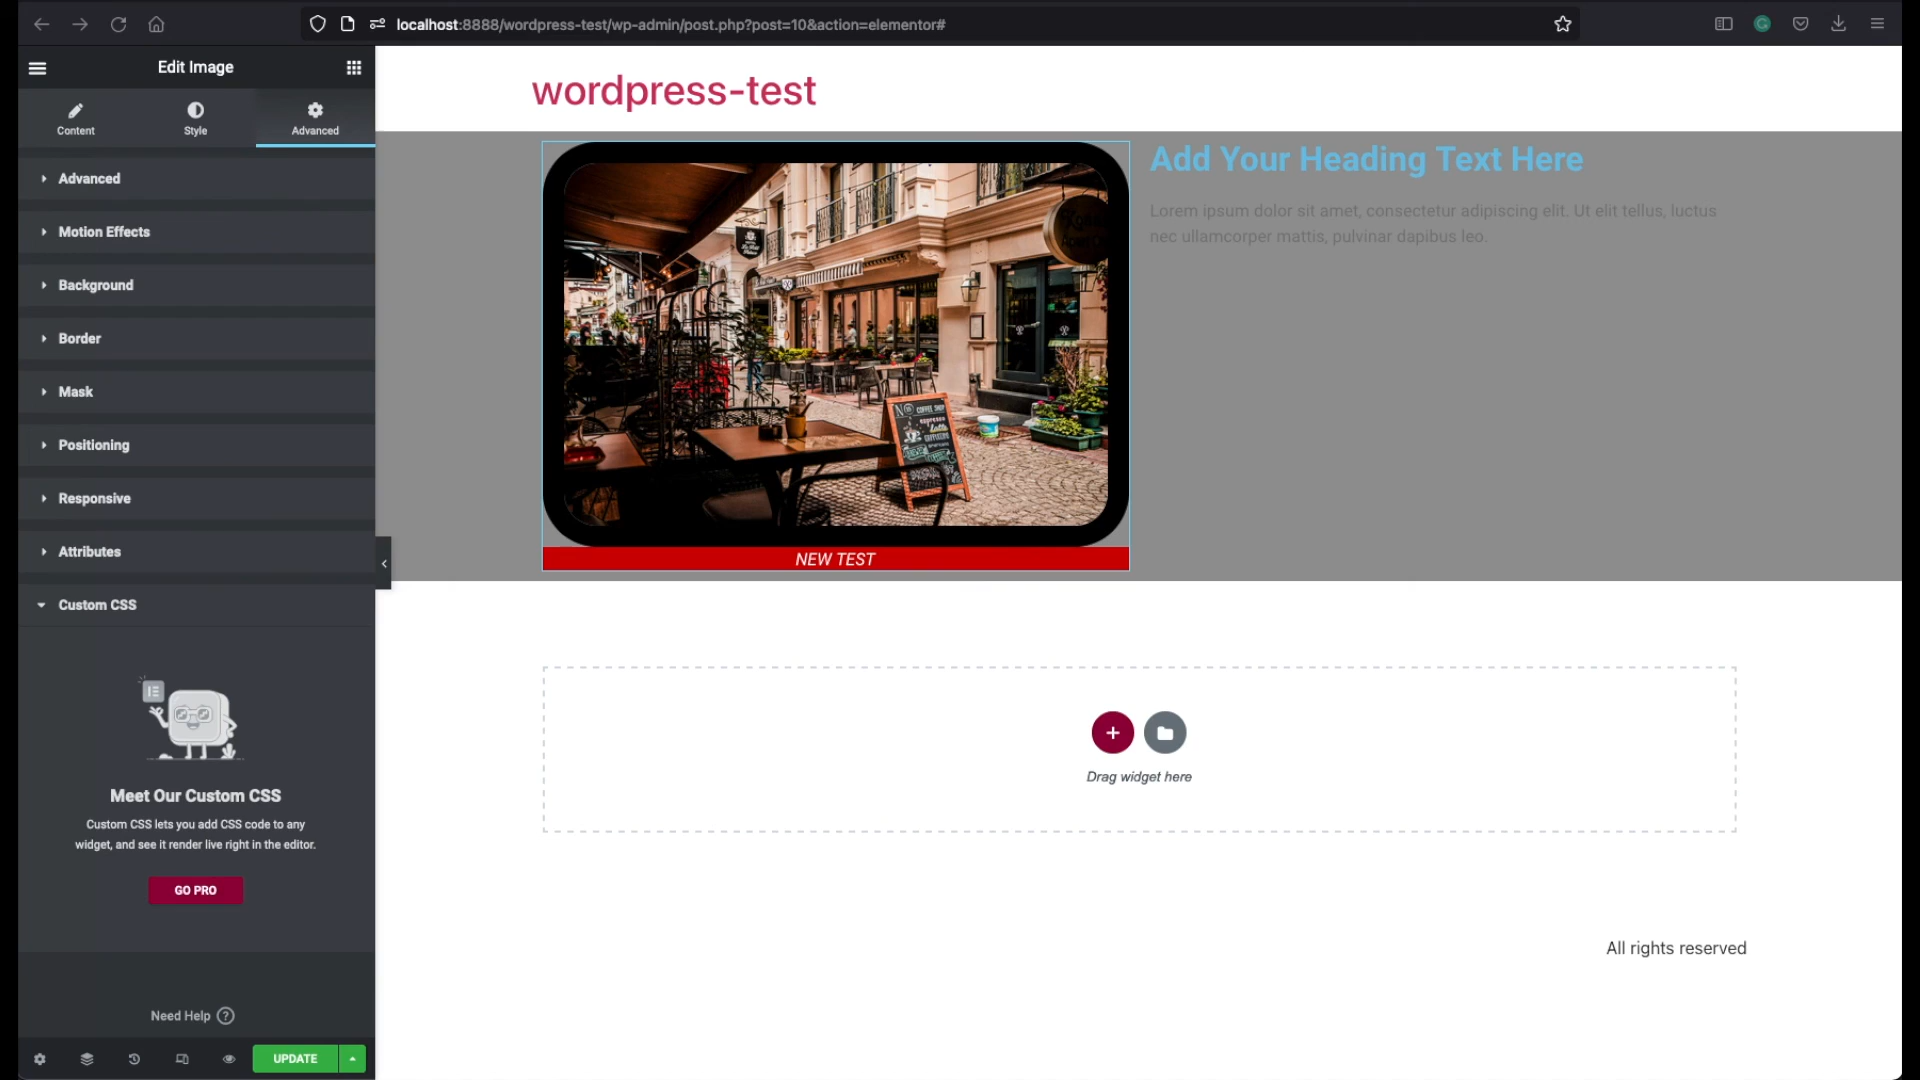 localhost:8888/wordpress-test/wp-admin/post.php?post=10&action=elementor#
Edit Image
Content
Style
Advanced
Advanced
Motion Effects
Background
Border
Mask
Positioning
Responsive
Attributes
Custom CSS
Meet Our Custom CSS
Custom CSS lets you add CSS code to any
widget, and see it render live right in the editor.
GO PRO
Need Help ?
UPDATE
wordpress-test
COFFEE SHOP
espresso
latte
NEW TEST
Add Your Heading Text Here
Lorem ipsum dolor sit amet, consectetur adipiscing elit. Ut elit tellus, luctus
nec ullamcorper mattis, pulvinar dapibus leo.
Drag widget here
All rights reserved